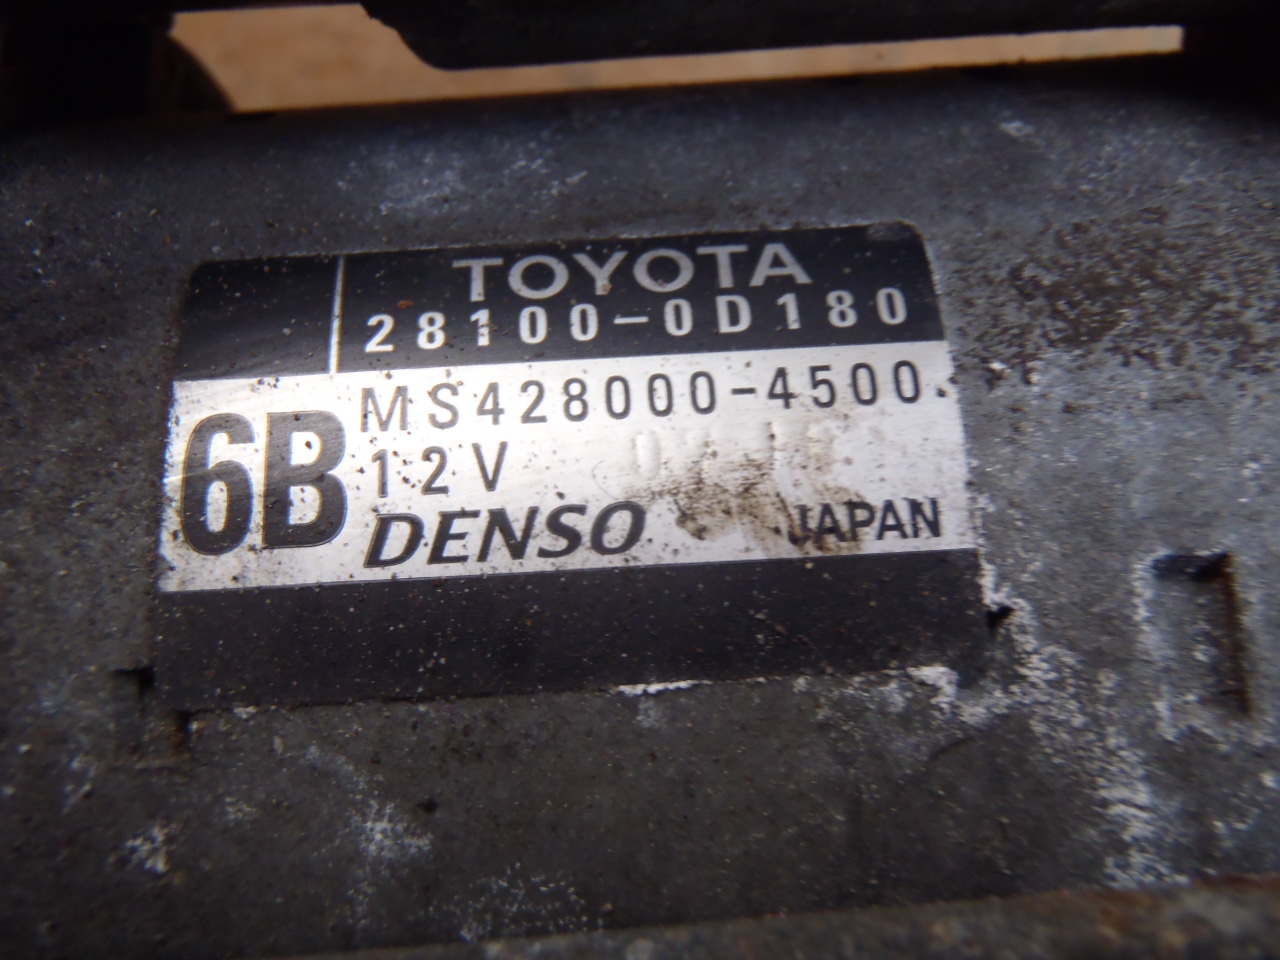 TOYOTA
28100-0D180
MS428000-4500
6B
12V
DENSO JAPAN